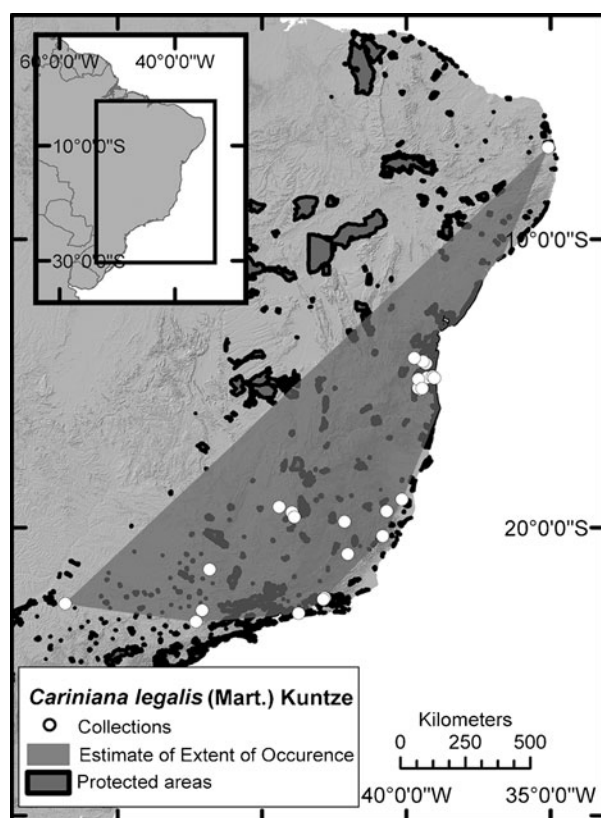 60°0'0"W 40°0'0"W
10°0'0"S
30°0'0"S
10°0'0"S
20°0'0"S
Cariniana legalis (Mart.) Kuntze
Collections
Estimate of Extent of Occurence
Protected areas
Kilometers
0 250 500
40°0'0"W 35°0'0"W